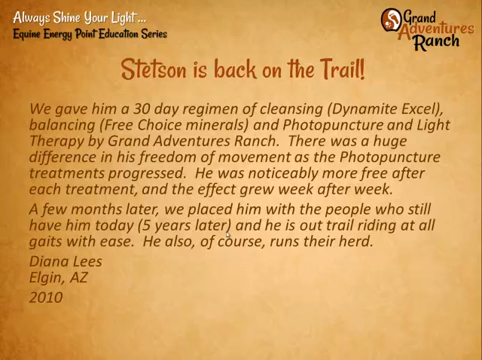 Always Shine Your Light...
Equine Energy Point Education Series
Grand
Adventures
Ranch
Stetson is back on the Trail!
We gave him a 30 day regimen of cleansing (Dynamite Excel),
balancing (Free Choice minerals) and Photopuncture and Light
Therapy by Grand Adventures Ranch.  There was a huge
difference in his freedom of movement as the Photopuncture
treatments progressed.  He was noticeably more free after
each treatment, and the effect grew week after week.
A few months later, we placed him with the people who still
have him today (5 years later) and he is out trail riding at all
gaits with ease.  He also, of course, runs their herd.
Diana Lees
Elgin, AZ
2010